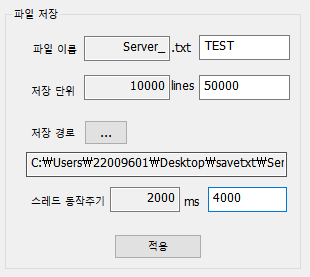 파일 저장
파일 이름 Server_ .txt TEST
저장 단위 10000 lines 50000
저장 경로 ...
C:₩Users₩22009601₩Desktop₩savetxt₩Ser
스레드 동작주기 2000 ms 4000
적용